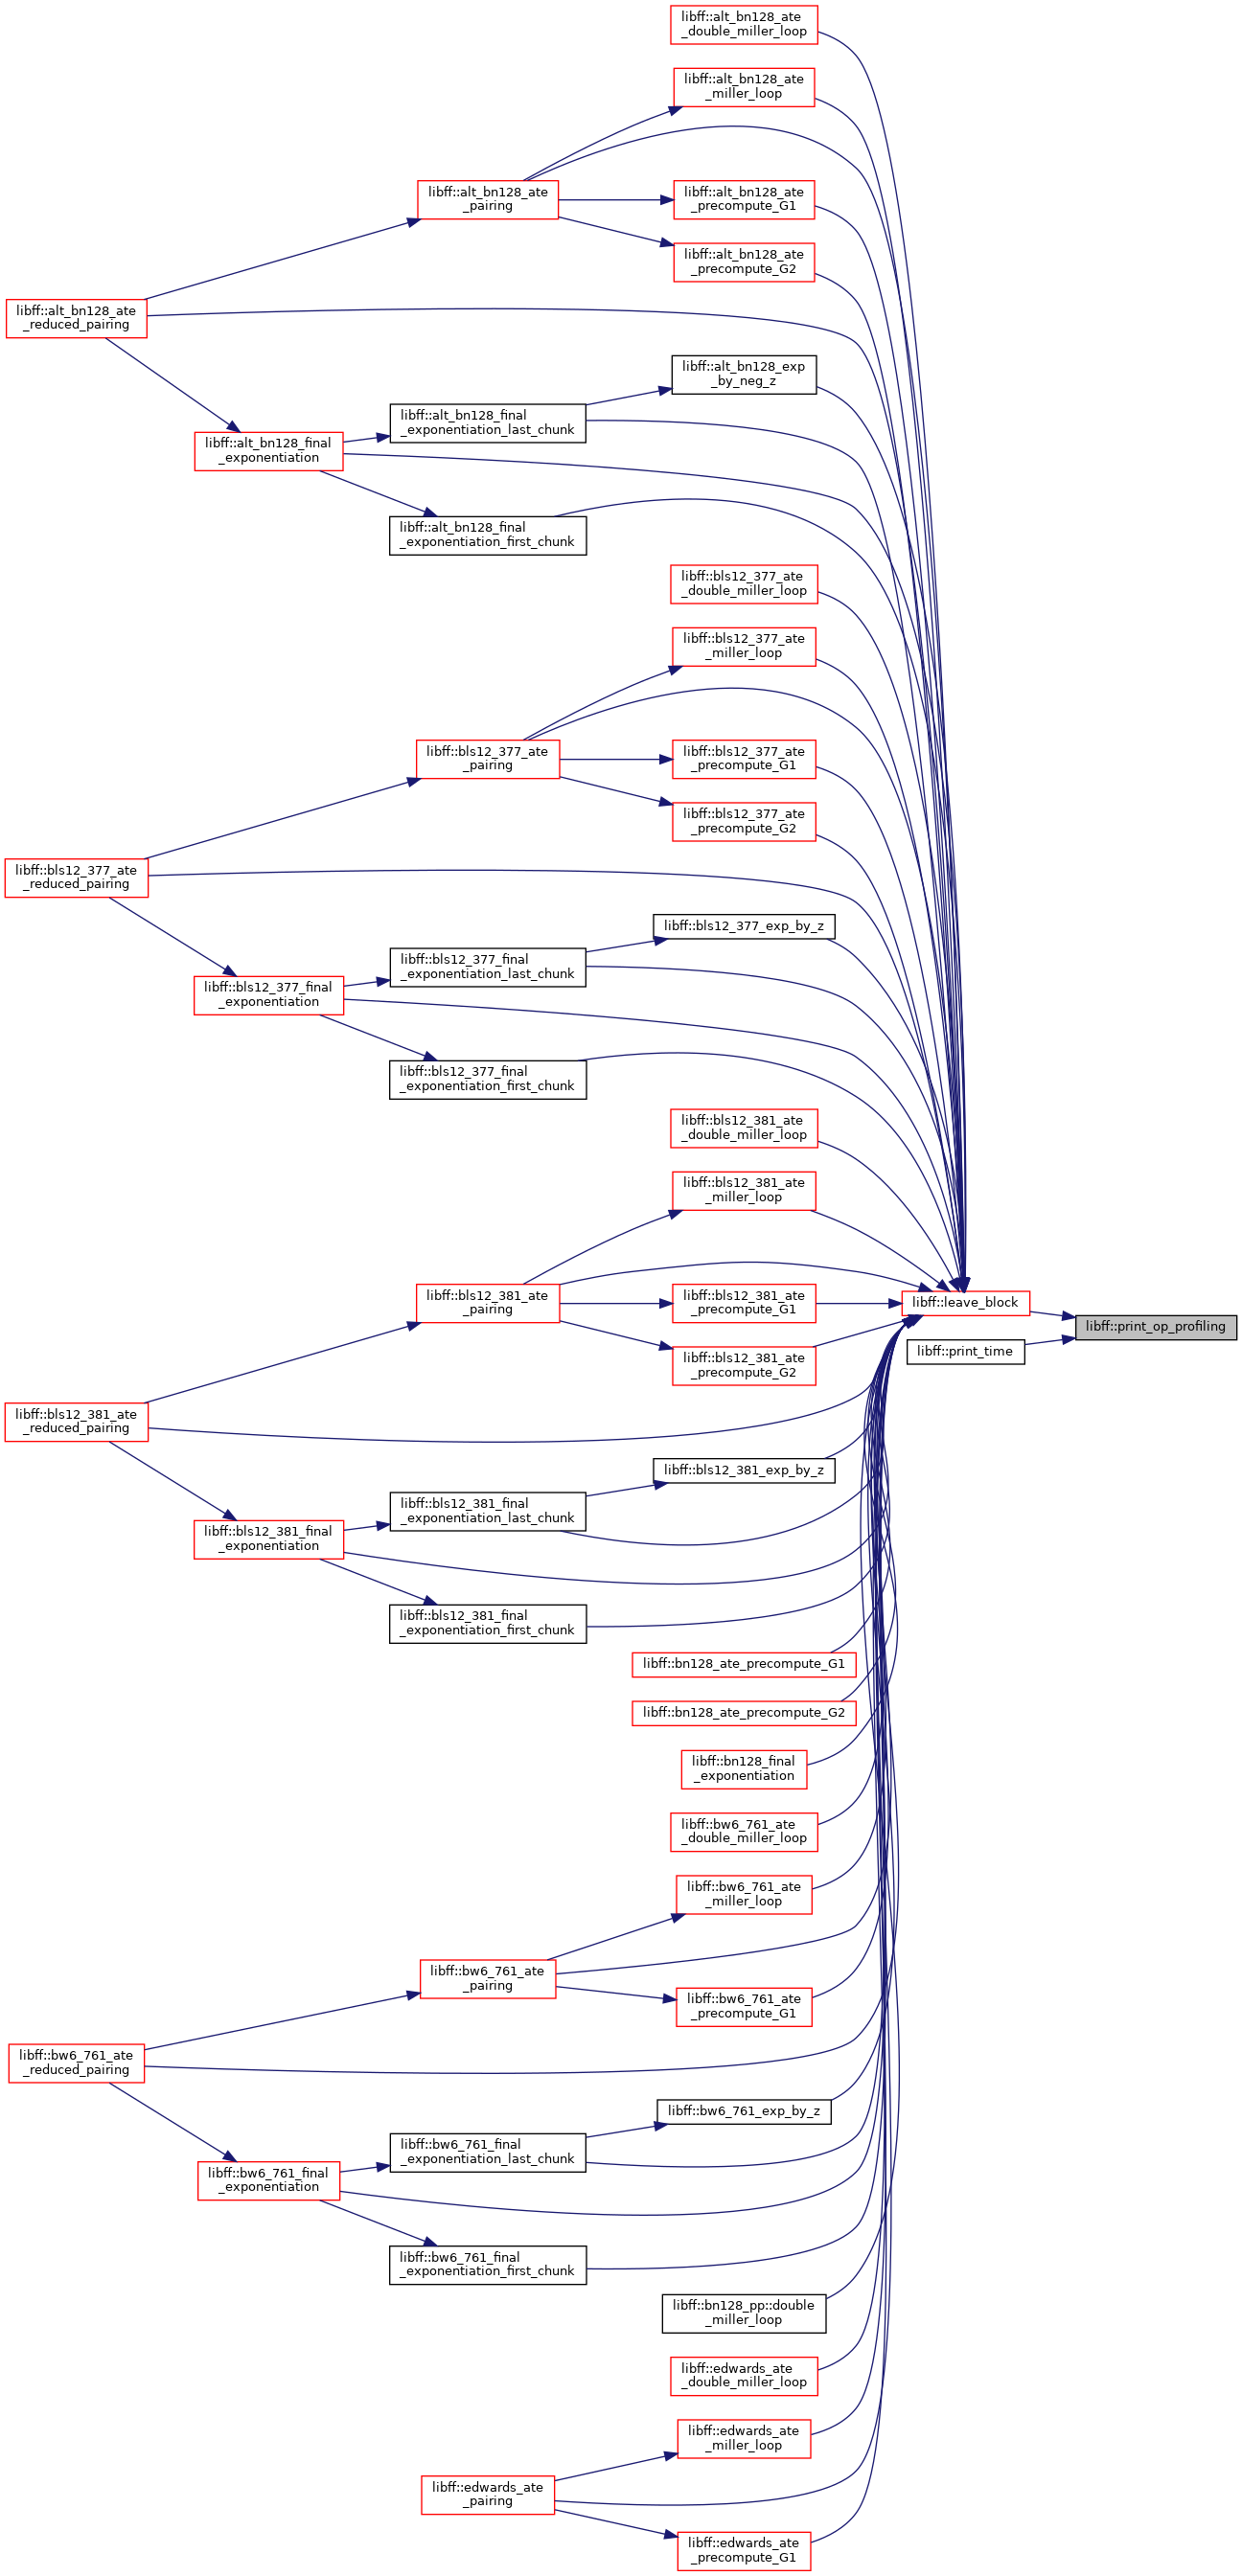 libff::alt_bn128_ate
_double_miller_loop
libff::alt_bn128_ate
_miller_loop
libff::alt_bn128_ate
_pairing
libff::alt_bn128_ate
_precompute_G1
libff::alt_bn128_ate
_precompute_G2
libff::alt_bn128_ate
_reduced_pairing
libff::alt_bn128_exp
_by_neg_z
libff::alt_bn128_final
_exponentiation_last_chunk
libff::alt_bn128_final
_exponentiation
libff::alt_bn128_final
_exponentiation_first_chunk
libff::bls12_377_ate
_double_miller_loop
libff::bls12_377_ate
_miller_loop
libff::bls12_377_ate
_pairing
libff::bls12_377_ate
_precompute_G1
libff::bls12_377_ate
_precompute_G2
libff::bls12_377_ate
_reduced_pairing
libff::bls12_377_exp_by_z
libff::bls12_377_final
_exponentiation_last_chunk
libff::bls12_377_final
_exponentiation
libff::bls12_377_final
_exponentiation_first_chunk
libff::bls12_381_ate
_double_miller_loop
libff::bls12_381_ate
_miller_loop
libff::bls12_381_ate
_pairing
libff::bls12_381_ate
_precompute_G1
libff::leave_block
libff::print_op_profiling
libff::print_time
libff::bls12_381_ate
_precompute_G2
libff::bls12_381_ate
_reduced_pairing
libff::bls12_381_exp_by_z
libff::bls12_381_final
_exponentiation_last_chunk
libff::bls12_381_final
_exponentiation
libff::bls12_381_final
_exponentiation_first_chunk
libff::bn128_ate_precompute_G1
libff::bn128_ate_precompute_G2
libff::bn128_final
_exponentiation
libff::bw6_761_ate
_double_miller_loop
libff::bw6_761_ate
_miller_loop
libff::bw6_761_ate
_pairing
libff::bw6_761_ate
_precompute_G1
libff::bw6_761_ate
_reduced_pairing
libff::bw6_761_exp_by_z
libff::bw6_761_final
_exponentiation_last_chunk
libff::bw6_761_final
_exponentiation
libff::bw6_761_final
_exponentiation_first_chunk
libff::bn128_pp::double
_miller_loop
libff::edwards_ate
_double_miller_loop
libff::edwards_ate
_miller_loop
libff::edwards_ate
_pairing
libff::edwards_ate
_precompute_G1